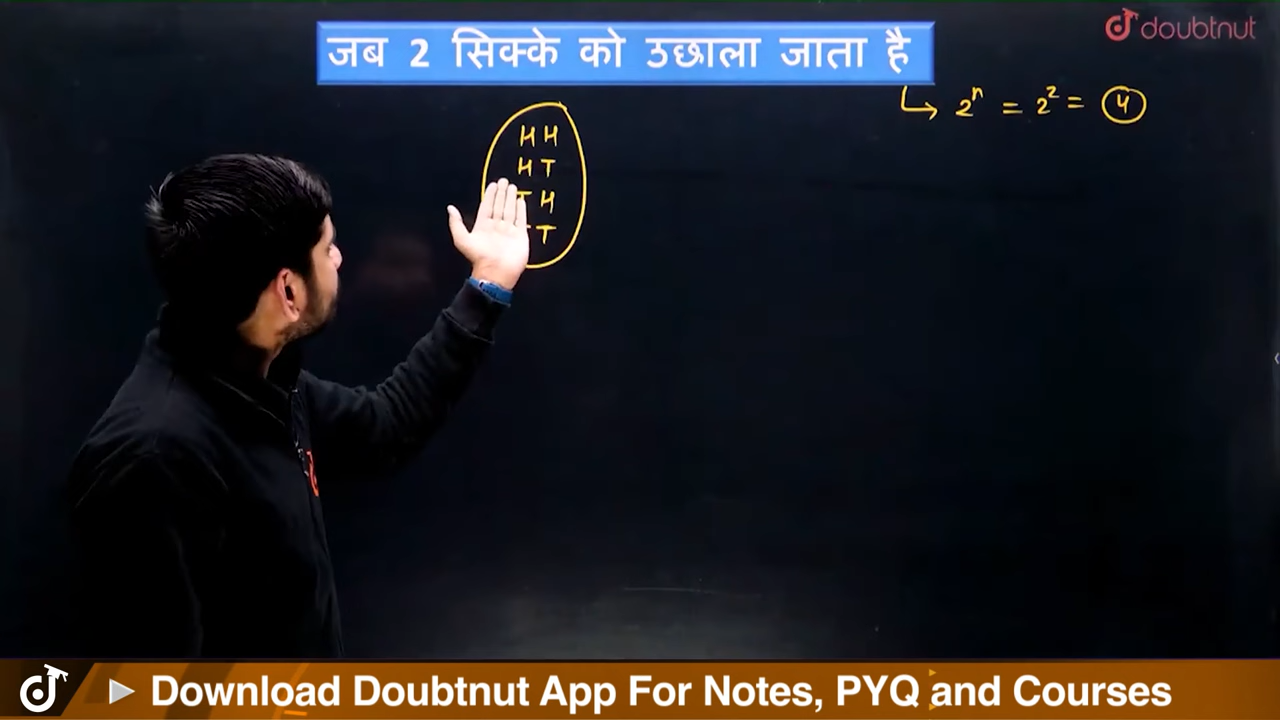 जब 2 सिक्के को उछाला जाता है
doubtnut
2ⁿ = 2² = 4
H H
H T
T H
T
Download Doubtnut App For Notes, PYQ and Courses